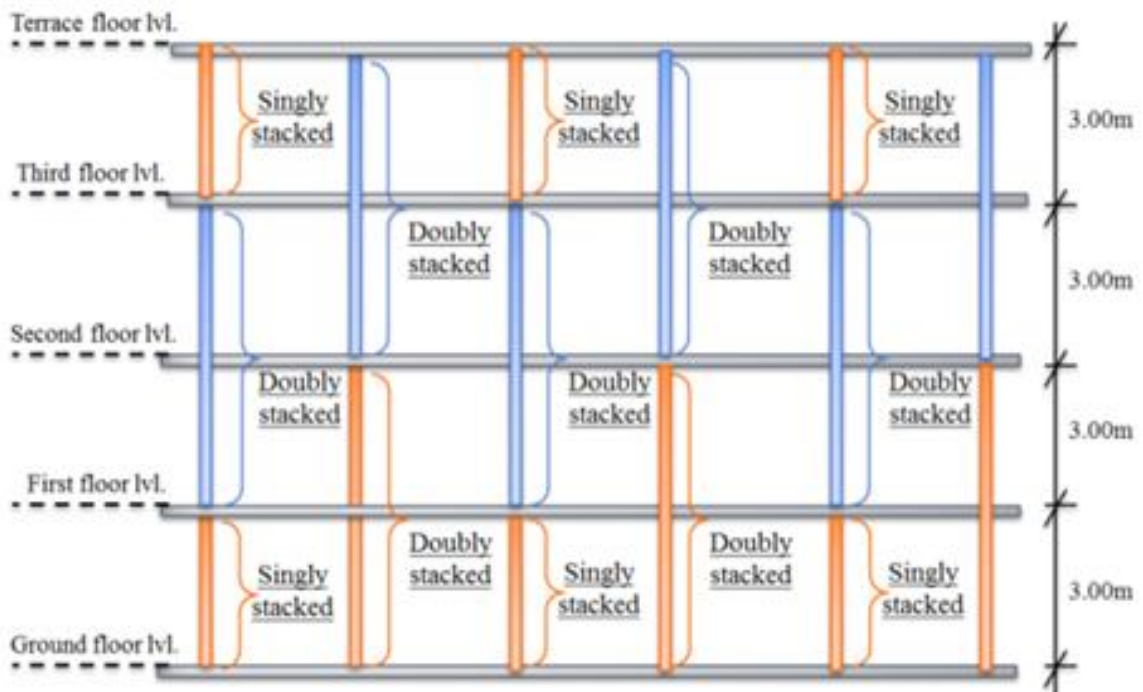 Terrace floor lvl.
Singly
stacked
Singly
stacked
Singly
stacked
3.00m
Third floor lvl.
Doubly
stacked
Doubly
stacked
3.00m
Second floor lvl.
Doubly
stacked
Doubly
stacked
Doubly
stacked
3.00m
First floor lvl.
Doubly
stacked
Doubly
stacked
Singly
stacked
Singly
stacked
Singly
stacked
3.00m
Ground floor lvl.